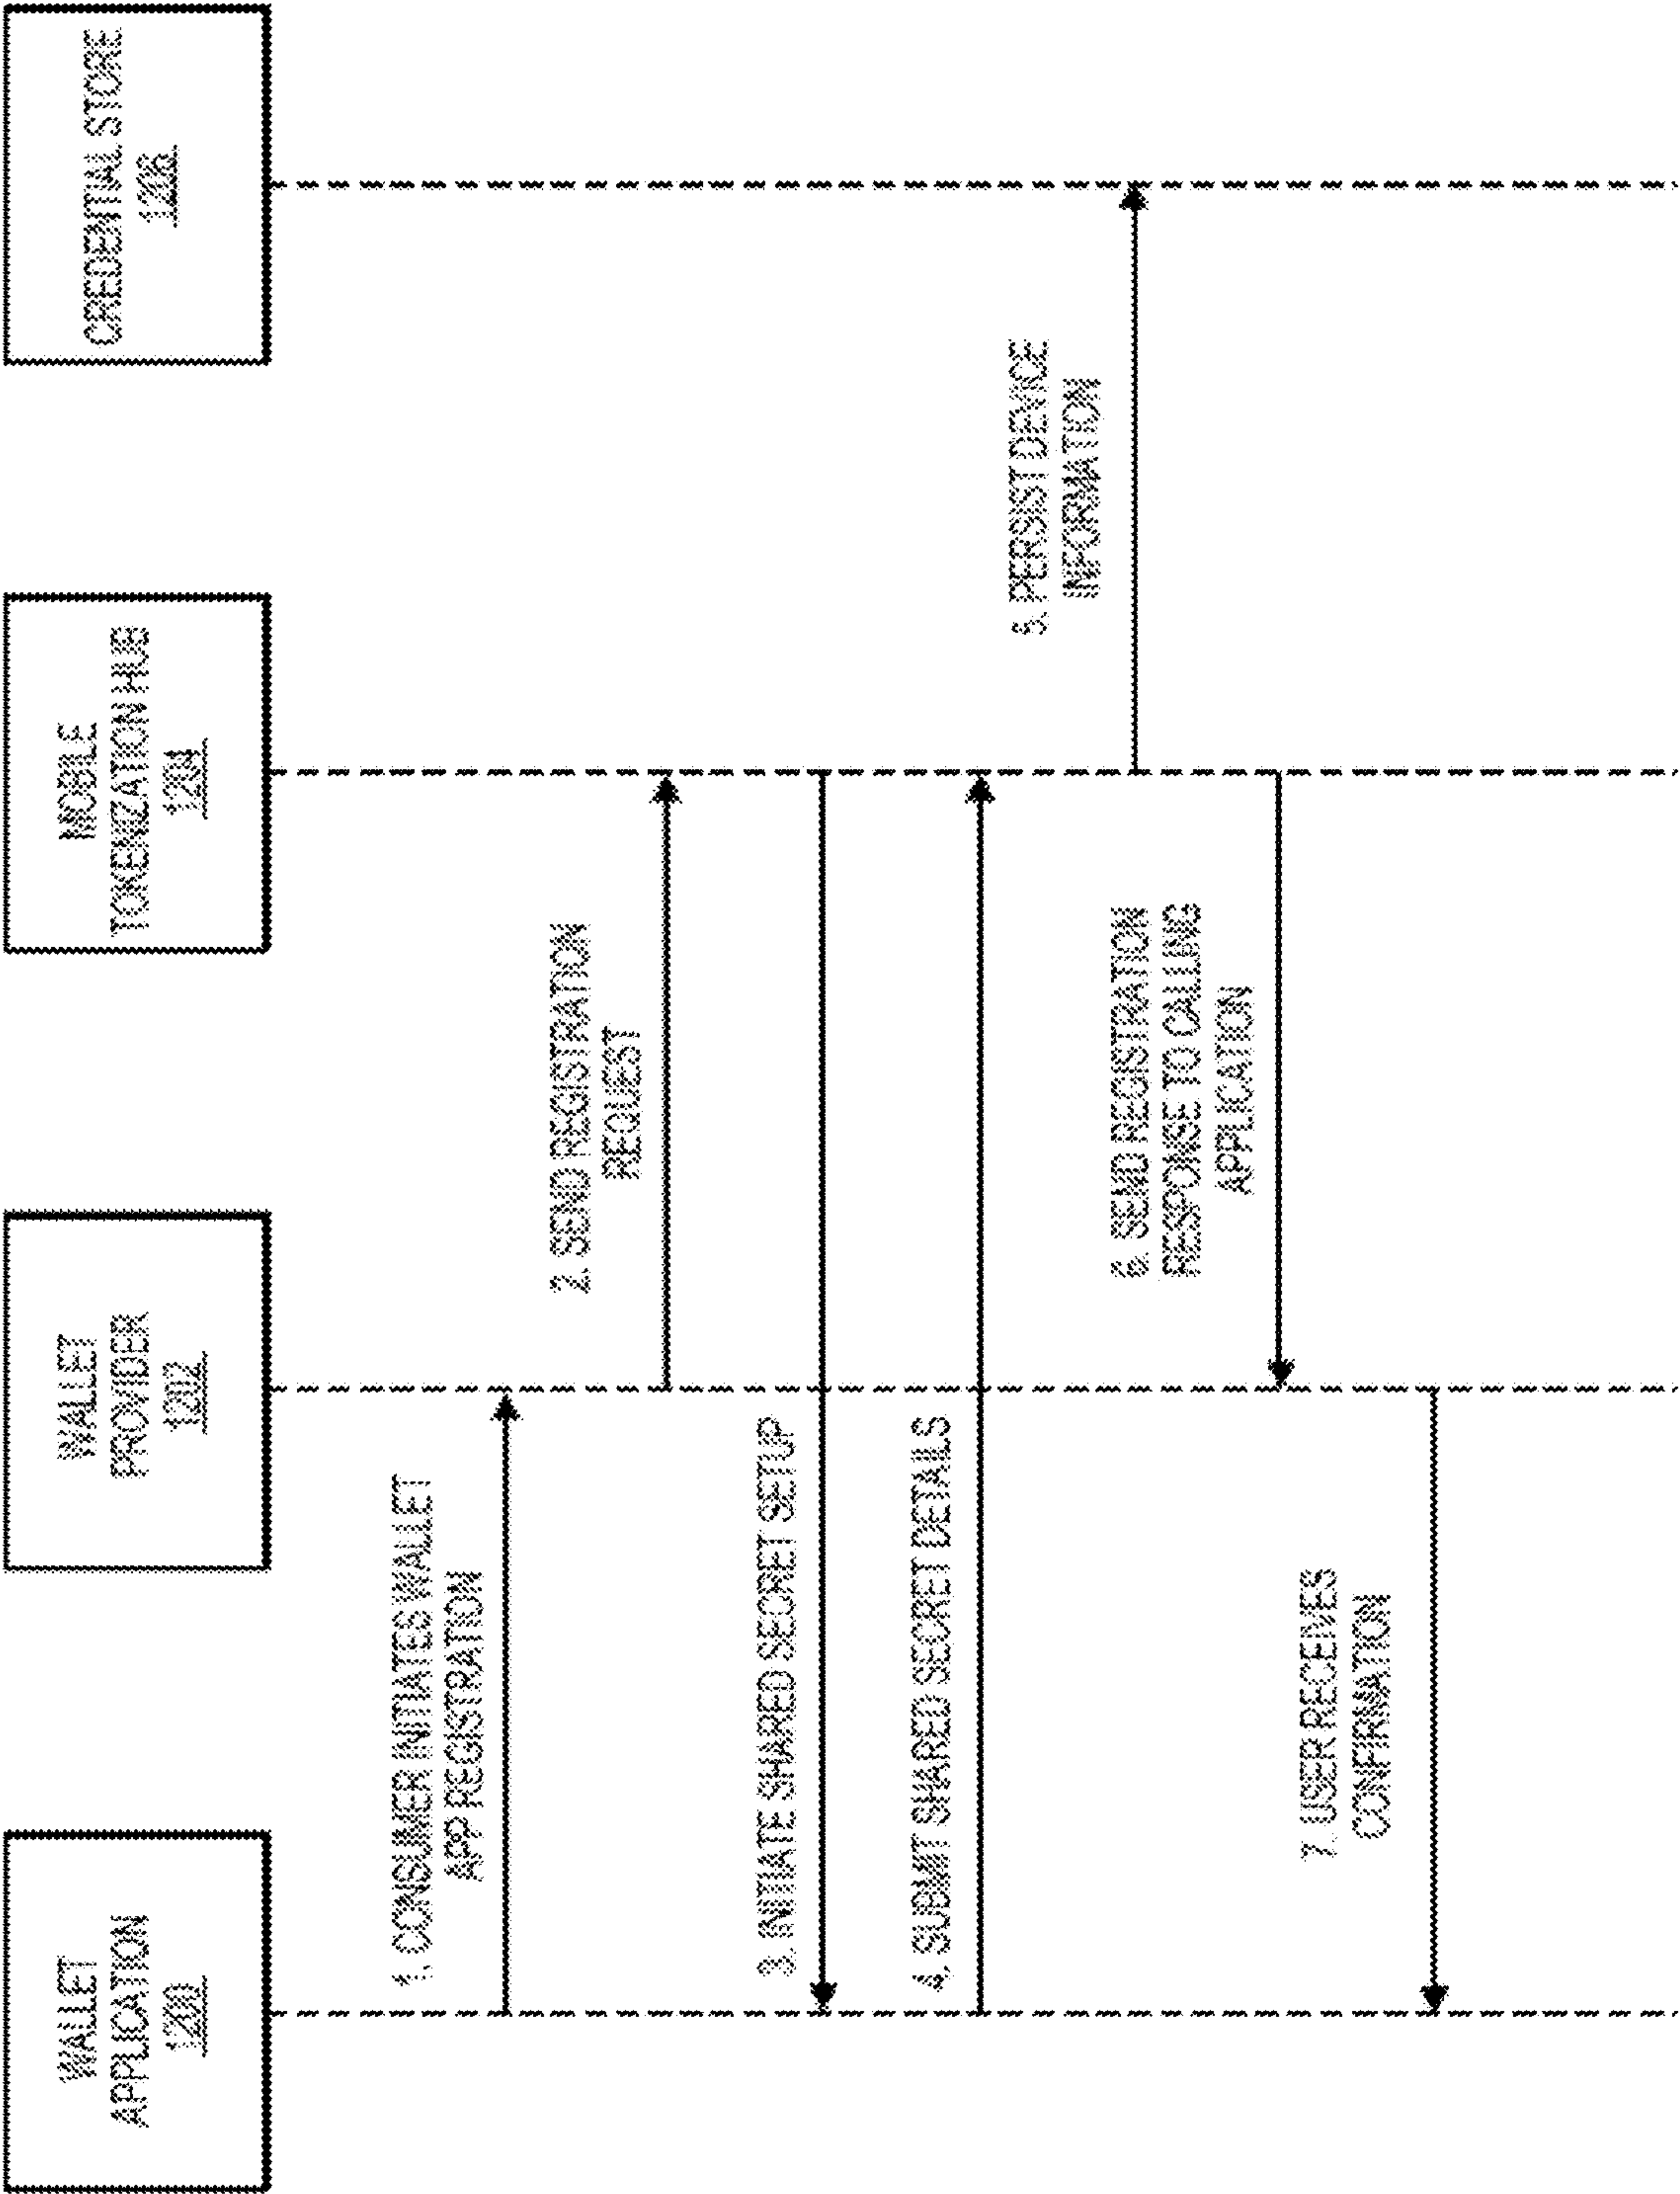 WALLET
APPLICATION
1200
WALLET
PROVIDER
1202
MOBILE
TOKENIZATION HUB
1204
CREDENTIAL STORE
1206
1. CONSUMER INITIATES WALLET
APP REGISTRATION
2. SEND REGISTRATION
REQUEST
3. INITIATE SHARED SECRET SETUP
4. SUBMIT SHARED SECRET DETAILS
5. PERSIST DEVICE
INFORMATION
6. SEND REGISTRATION
RESPONSE TO CALLING
APPLICATION
7. USER RECEIVES
CONFIRMATION